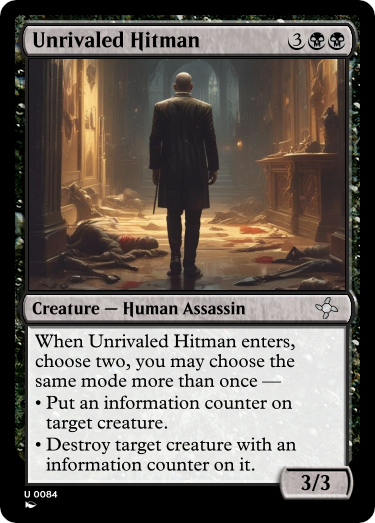 Unrivaled Hitman 3
Creature — Human Assassin
When Unrivaled Hitman enters,
choose two, you may choose the
same mode more than once —
• Put an information counter on
target creature.
• Destroy target creature with an
information counter on it.
3/3
U 0084